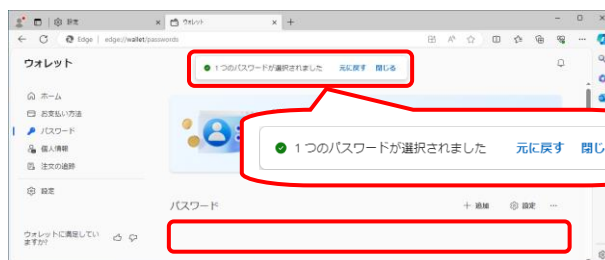 設定
ウォレット
Edge
edge://wallet/passwords
ウォレット
1 つのパスワードが選択されました 元に戻す 閉じる
ホーム
お支払い方法
パスワード
個人情報
注文の追跡
設定
1 つのパスワードが選択されました 元に戻す 閉じ
パスワード
追加
設定
ウォレットに満足してい
ますか?